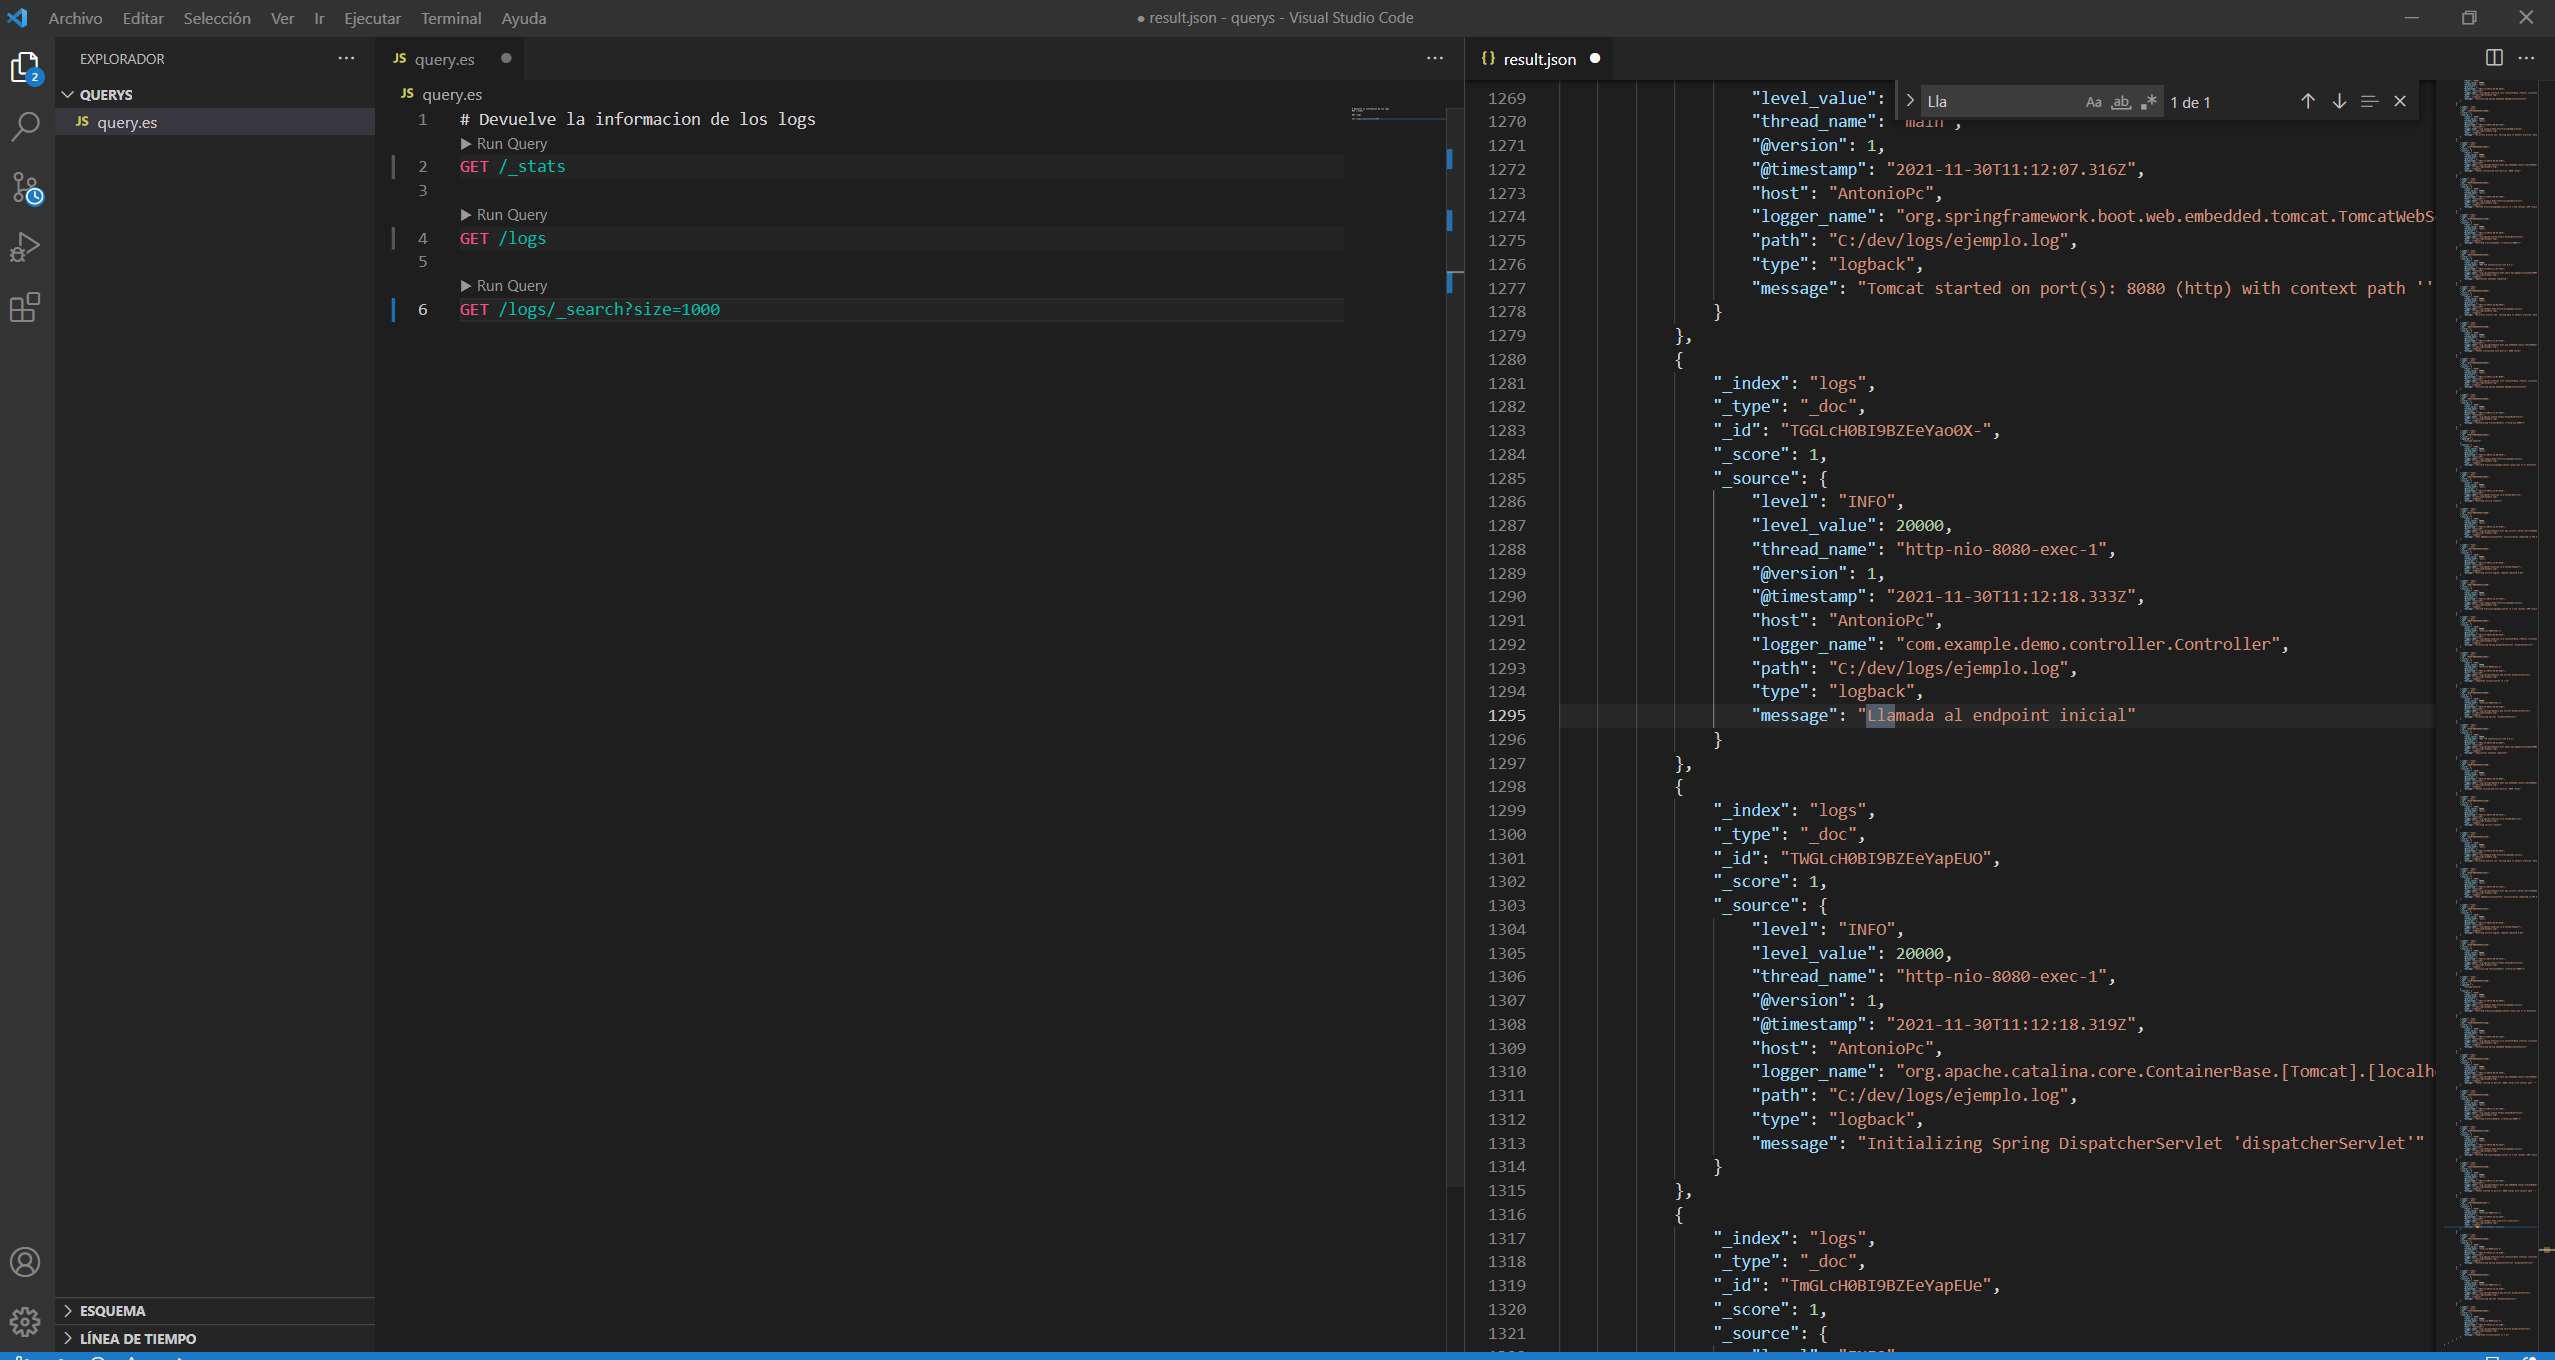 Archivo Editar Selección Ver Ir Ejecutar Terminal Ayuda
● result.json - querys - Visual Studio Code
EXPLORADOR
QUERYS
JS query.es
2
ESQUEMA
LÍNEA DE TIEMPO
JS query.es
JS query.es
1 # Devuelve la informacion de los logs
Run Query
2 GET /_stats
3
Run Query
4 GET /logs
5
Run Query
6 GET /logs/_search?size=1000
{} result.json
Lla Aa ab 1 de 1
1269 "level_value":
1270 "thread_name": "main",
1271 "@version": 1,
1272 "@timestamp": "2021-11-30T11:12:07.316Z",
1273 "host": "AntonioPc",
1274 "logger_name": "org.springframework.boot.web.embedded.tomcat.TomcatWebS
1275 "path": "C:/dev/logs/ejemplo.log",
1276 "type": "logback",
1277 "message": "Tomcat started on port(s): 8080 (http) with context path ''
1278 }
1279 },
1280 {
1281 "_index": "logs",
1282 "_type": "_doc",
1283 "_id": "TGGLcH0BI9BZEeYao0X-",
1284 "_score": 1,
1285 "_source": {
1286 "level": "INFO",
1287 "level_value": 20000,
1288 "thread_name": "http-nio-8080-exec-1",
1289 "@version": 1,
1290 "@timestamp": "2021-11-30T11:12:18.333Z",
1291 "host": "AntonioPc",
1292 "logger_name": "com.example.demo.controller.Controller",
1293 "path": "C:/dev/logs/ejemplo.log",
1294 "type": "logback",
1295 "message": "Llamada al endpoint inicial"
1296 }
1297 },
1298 {
1299 "_index": "logs",
1300 "_type": "_doc",
1301 "_id": "TWGLcH0BI9BZEeYapEUO",
1302 "_score": 1,
1303 "_source": {
1304 "level": "INFO",
1305 "level_value": 20000,
1306 "thread_name": "http-nio-8080-exec-1",
1307 "@version": 1,
1308 "@timestamp": "2021-11-30T11:12:18.319Z",
1309 "host": "AntonioPc",
1310 "logger_name": "org.apache.catalina.core.ContainerBase.[Tomcat].[localh
1311 "path": "C:/dev/logs/ejemplo.log",
1312 "type": "logback",
1313 "message": "Initializing Spring DispatcherServlet 'dispatcherServlet'"
1314 }
1315 },
1316 {
1317 "_index": "logs",
1318 "_type": "_doc",
1319 "_id": "TmGLcH0BI9BZEeYapEUe",
1320 "_score": 1,
1321 "_source": {